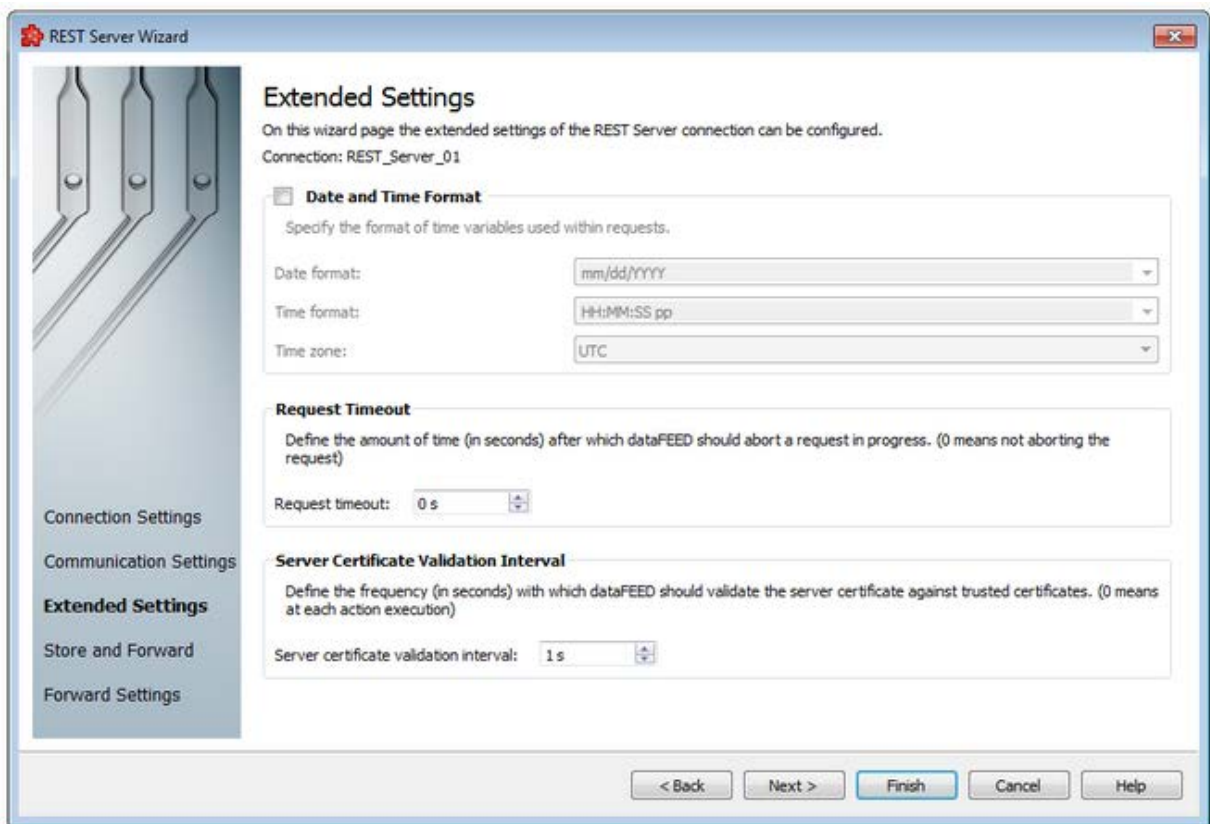 REST Server Wizard
Extended Settings
On this wizard page the extended settings of the REST Server connection can be configured.
Connection: REST_Server_01
Date and Time Format
Specify the format of time variables used within requests.
Date format: mm/dd/YYYY
Time format: HH:MM:SS pp
Time zone: UTC
Request Timeout
Define the amount of time (in seconds) after which dataFEED should abort a request in progress. (0 means not aborting the
request)
Request timeout: 0 s
Server Certificate Validation Interval
Define the frequency (in seconds) with which dataFEED should validate the server certificate against trusted certificates. (0 means
at each action execution)
Server certificate validation interval: 1 s
Connection Settings
Communication Settings
Extended Settings
Store and Forward
Forward Settings
< Back Next > Finish Cancel Help